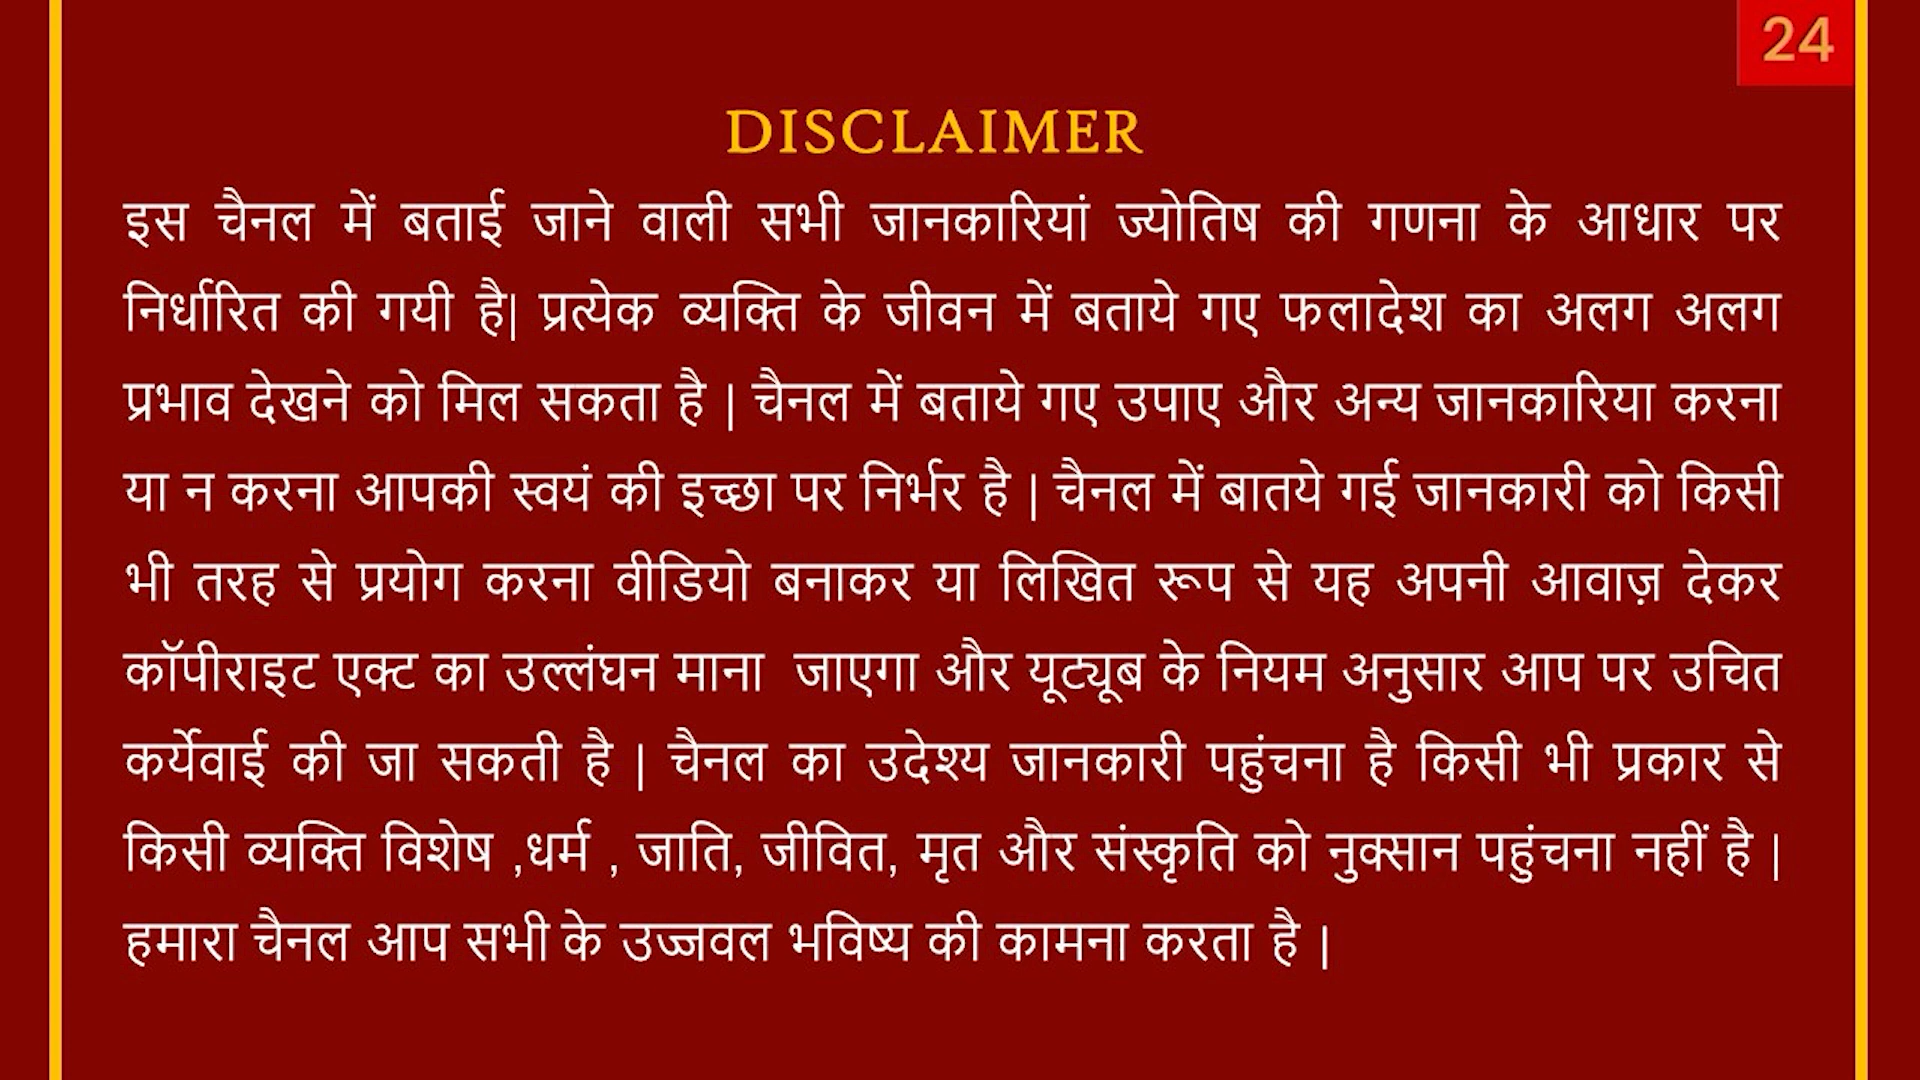 24
DISCLAIMER
इस चैनल में बताई जाने वाली सभी जानकारियां ज्योतिष की गणना के आधार पर
निर्धारित की गयी है| प्रत्येक व्यक्ति के जीवन में बताये गए फलादेश का अलग अलग
प्रभाव देखने को मिल सकता है | चैनल में बताये गए उपाए और अन्य जानकारिया करना
या न करना आपकी स्वयं की इच्छा पर निर्भर है | चैनल में बातये गई जानकारी को किसी
भी तरह से प्रयोग करना वीडियो बनाकर या लिखित रूप से यह अपनी आवाज़ देकर
कॉपीराइट एक्ट का उल्लंघन माना जाएगा और यूट्यूब के नियम अनुसार आप पर उचित
कर्येवाई की जा सकती है | चैनल का उदेश्य जानकारी पहुंचना है किसी भी प्रकार से
किसी व्यक्ति विशेष ,धर्म , जाति, जीवित, मृत और संस्कृति को नुक्सान पहुंचना नहीं है |
हमारा चैनल आप सभी के उज्जवल भविष्य की कामना करता है |